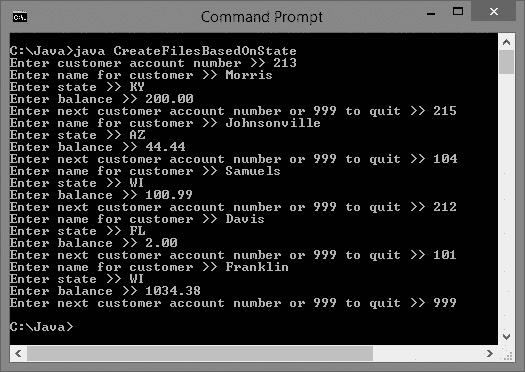 Command Prompt
C:\Java>java CreateFilesBasedOnState
Enter customer account number >> 213
Enter name for customer >> Morris
Enter state >> KY
Enter balance >> 200.00
Enter next customer account number or 999 to quit >> 215
Enter name for customer >> Johnsonville
Enter state >> AZ
Enter balance >> 44.44
Enter next customer account number or 999 to quit >> 104
Enter name for customer >> Samuels
Enter state >> WI
Enter balance >> 100.99
Enter next customer account number or 999 to quit >> 212
Enter name for customer >> Davis
Enter state >> FL
Enter balance >> 2.00
Enter next customer account number or 999 to quit >> 101
Enter name for customer >> Franklin
Enter state >> WI
Enter balance >> 1034.38
Enter next customer account number or 999 to quit >> 999
C:\Java>